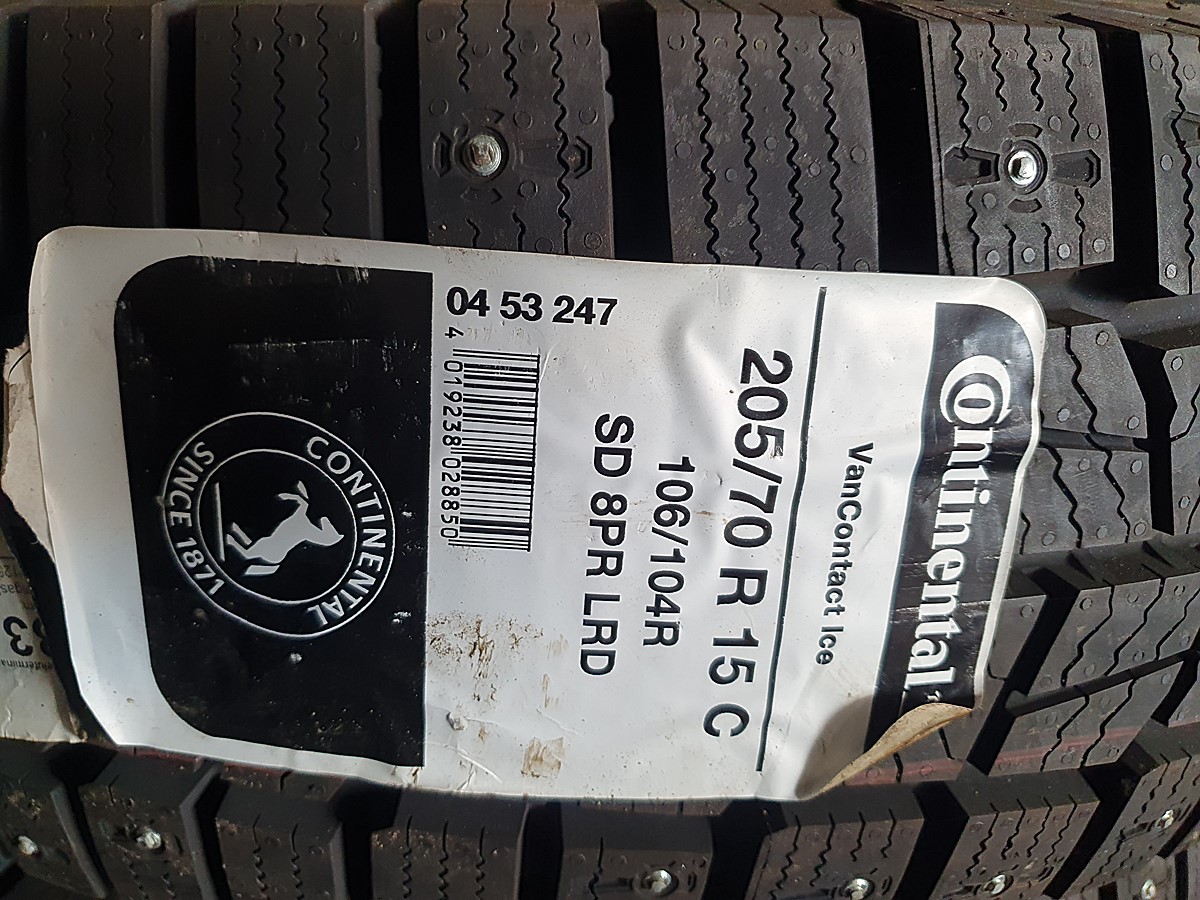 Continental
VanContact Ice
205/70 R 15 C
106/104R
SD 8PR LRD
04 53 247
4 019238 028850
CONTINENTAL
SINCE 1871